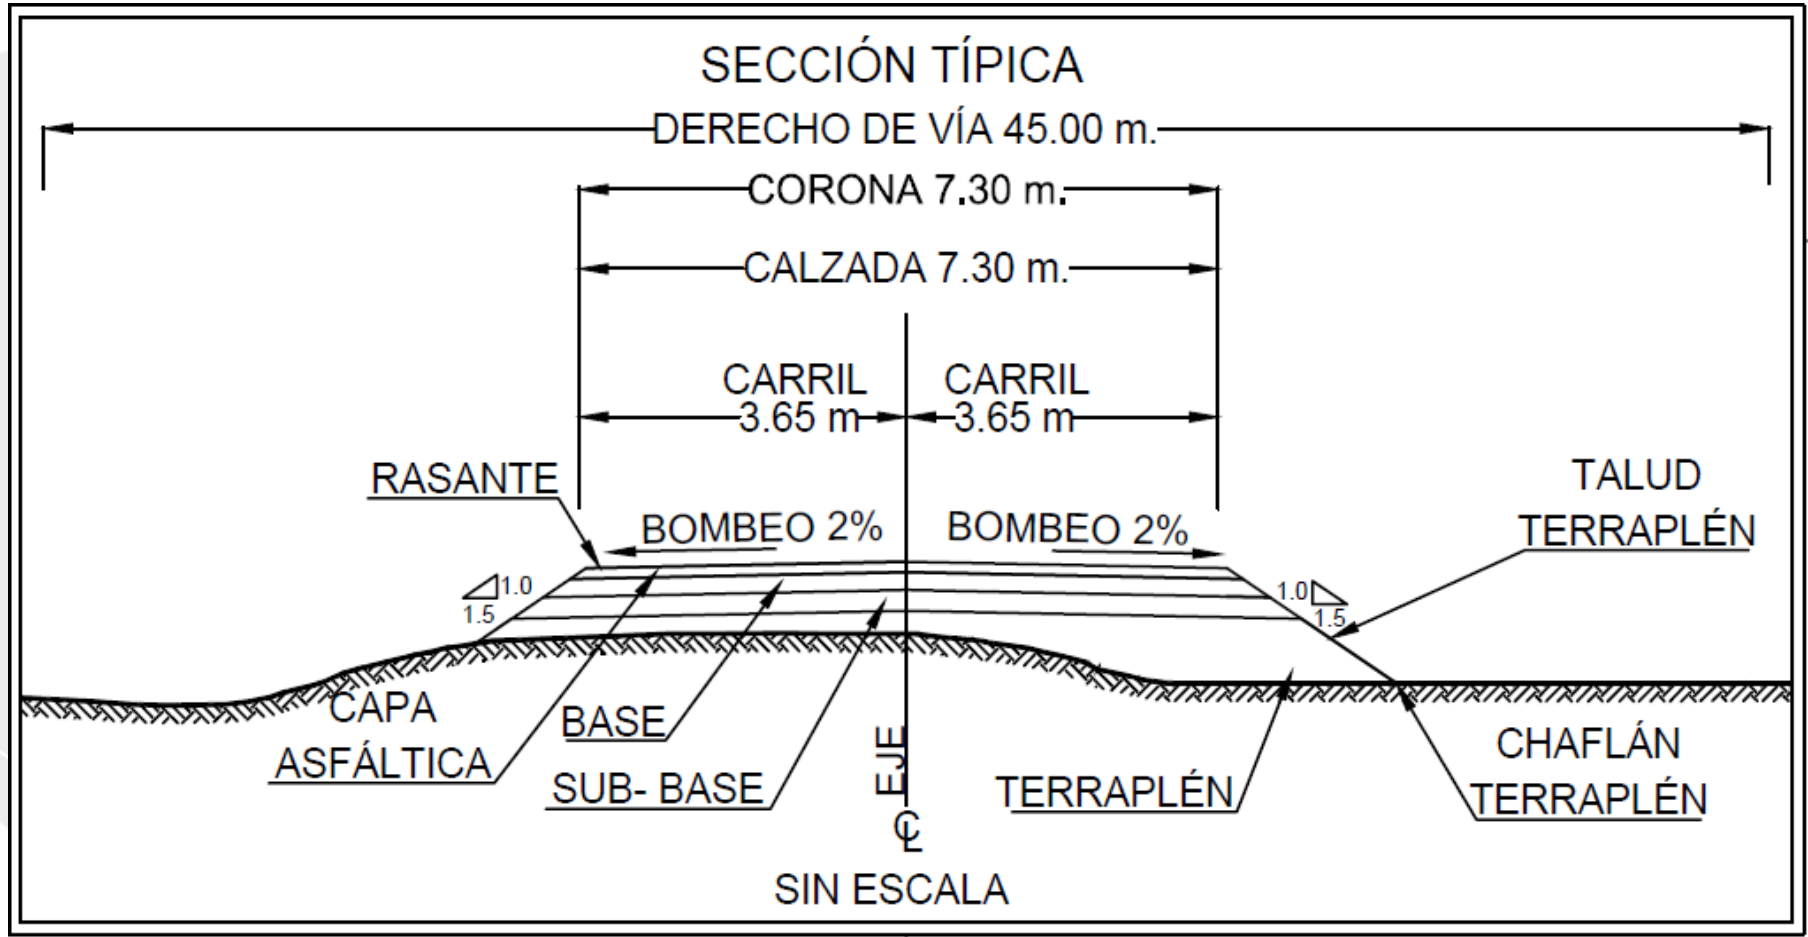 SECCIÓN TÍPICA
DERECHO DE VÍA 45.00 m.
CORONA 7.30 m.
CALZADA 7.30 m.
CARRIL
3.65 m
CARRIL
3.65 m
RASANTE
BOMBEO 2%
BOMBEO 2%
TALUD
TERRAPLÉN
1.0
1.5
1.0
1.5
CAPA
ASFÁLTICA
BASE
SUB- BASE
EJE
CL
TERRAPLÉN
CHAFLÁN
TERRAPLÉN
SIN ESCALA